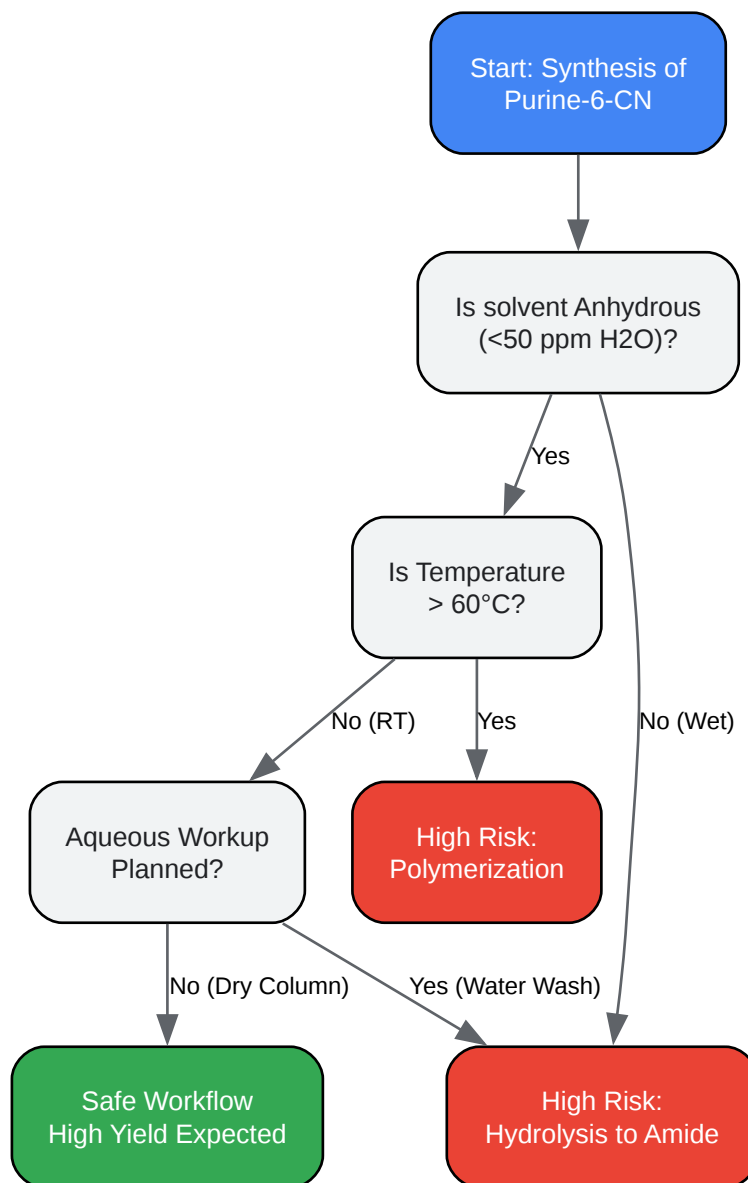 Start: Synthesis of
Purine-6-CN
Is solvent Anhydrous
(<50 ppm H2O)?
Yes
Is Temperature
> 60°C?
No (RT)
Yes
No (Wet)
Aqueous Workup
Planned?
High Risk:
Polymerization
No (Dry Column)
Yes (Water Wash)
Safe Workflow
High Yield Expected
High Risk:
Hydrolysis to Amide